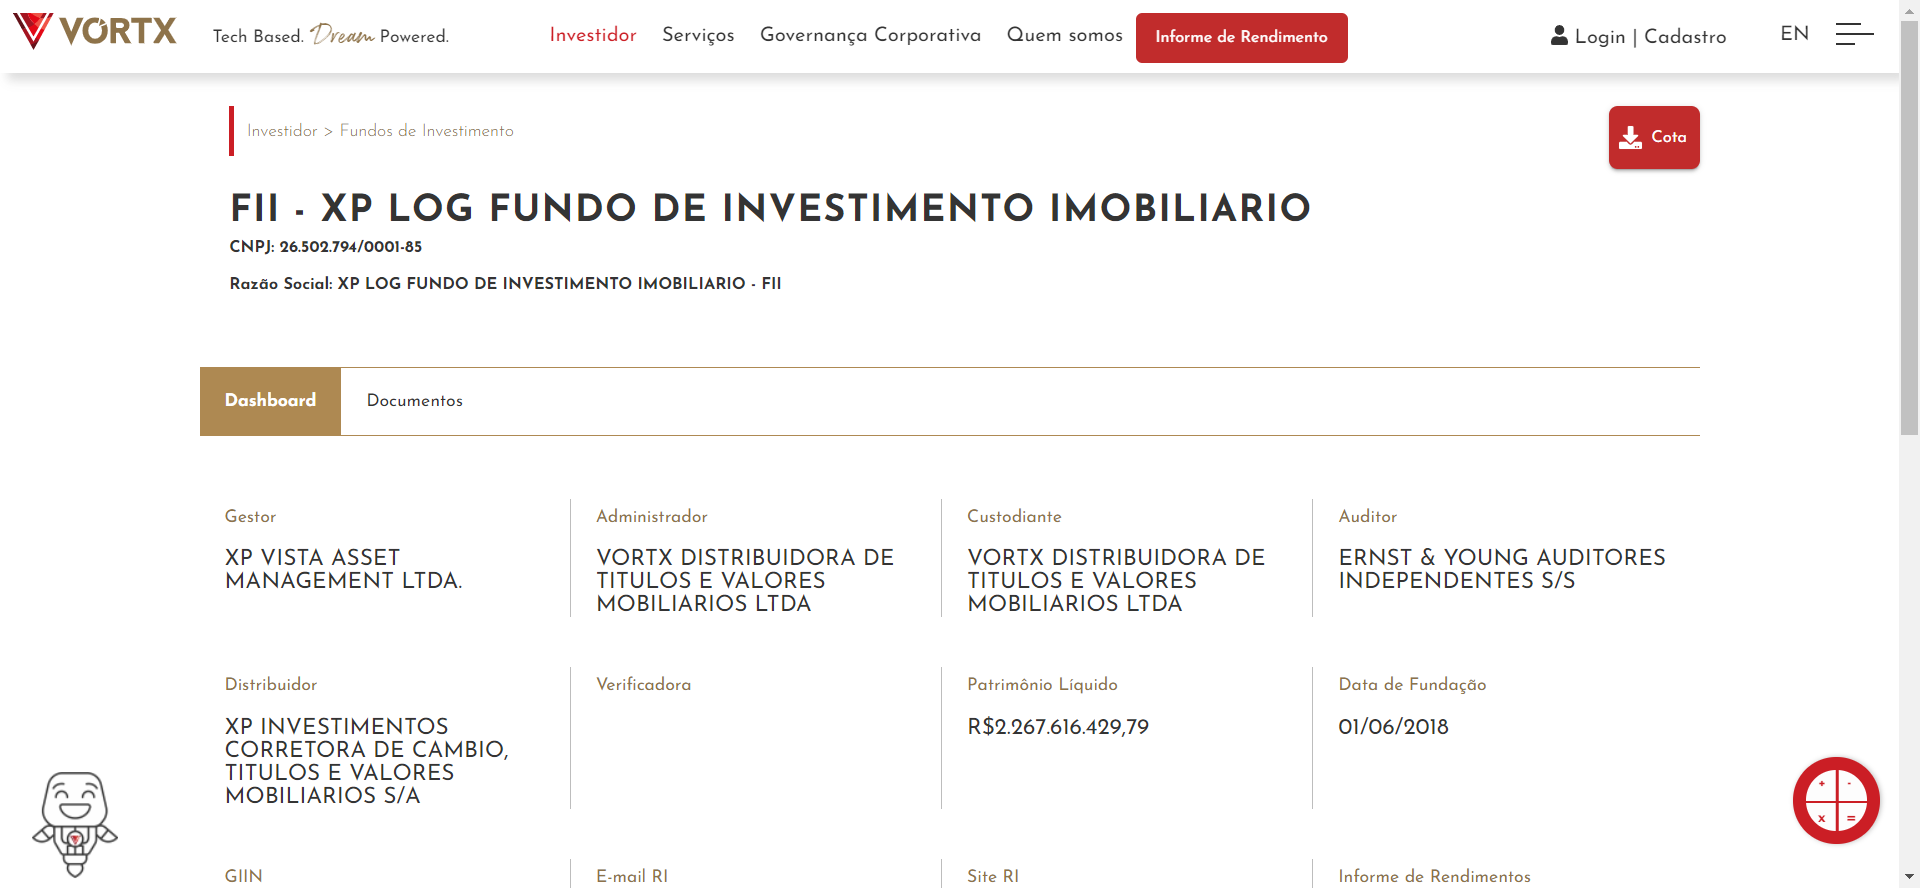 VORTX
Tech Based. Dream Powered.
Investidor
Serviços
Governança Corporativa
Quem somos
Informe de Rendimento
Login | Cadastro
EN
Investidor > Fundos de Investimento
Cota
FII - XP LOG FUNDO DE INVESTIMENTO IMOBILIARIO
CNPJ: 26.502.794/0001-85
Razão Social: XP LOG FUNDO DE INVESTIMENTO IMOBILIARIO - FII
Dashboard
Documentos
Gestor
XP VISTA ASSET
MANAGEMENT LTDA.
Administrador
VORTX DISTRIBUIDORA DE
TITULOS E VALORES
MOBILIARIOS LTDA
Custodiante
VORTX DISTRIBUIDORA DE
TITULOS E VALORES
MOBILIARIOS LTDA
Auditor
ERNST & YOUNG AUDITORES
INDEPENDENTES S/S
Distribuidor
XP INVESTIMENTOS
CORRETORA DE CAMBIO,
TITULOS E VALORES
MOBILIARIOS S/A
Verificadora
Patrimônio Líquido
R$2.267.616.429,79
Data de Fundação
01/06/2018
+ -
x =
GIIN
E-mail RI
Site RI
Informe de Rendimentos